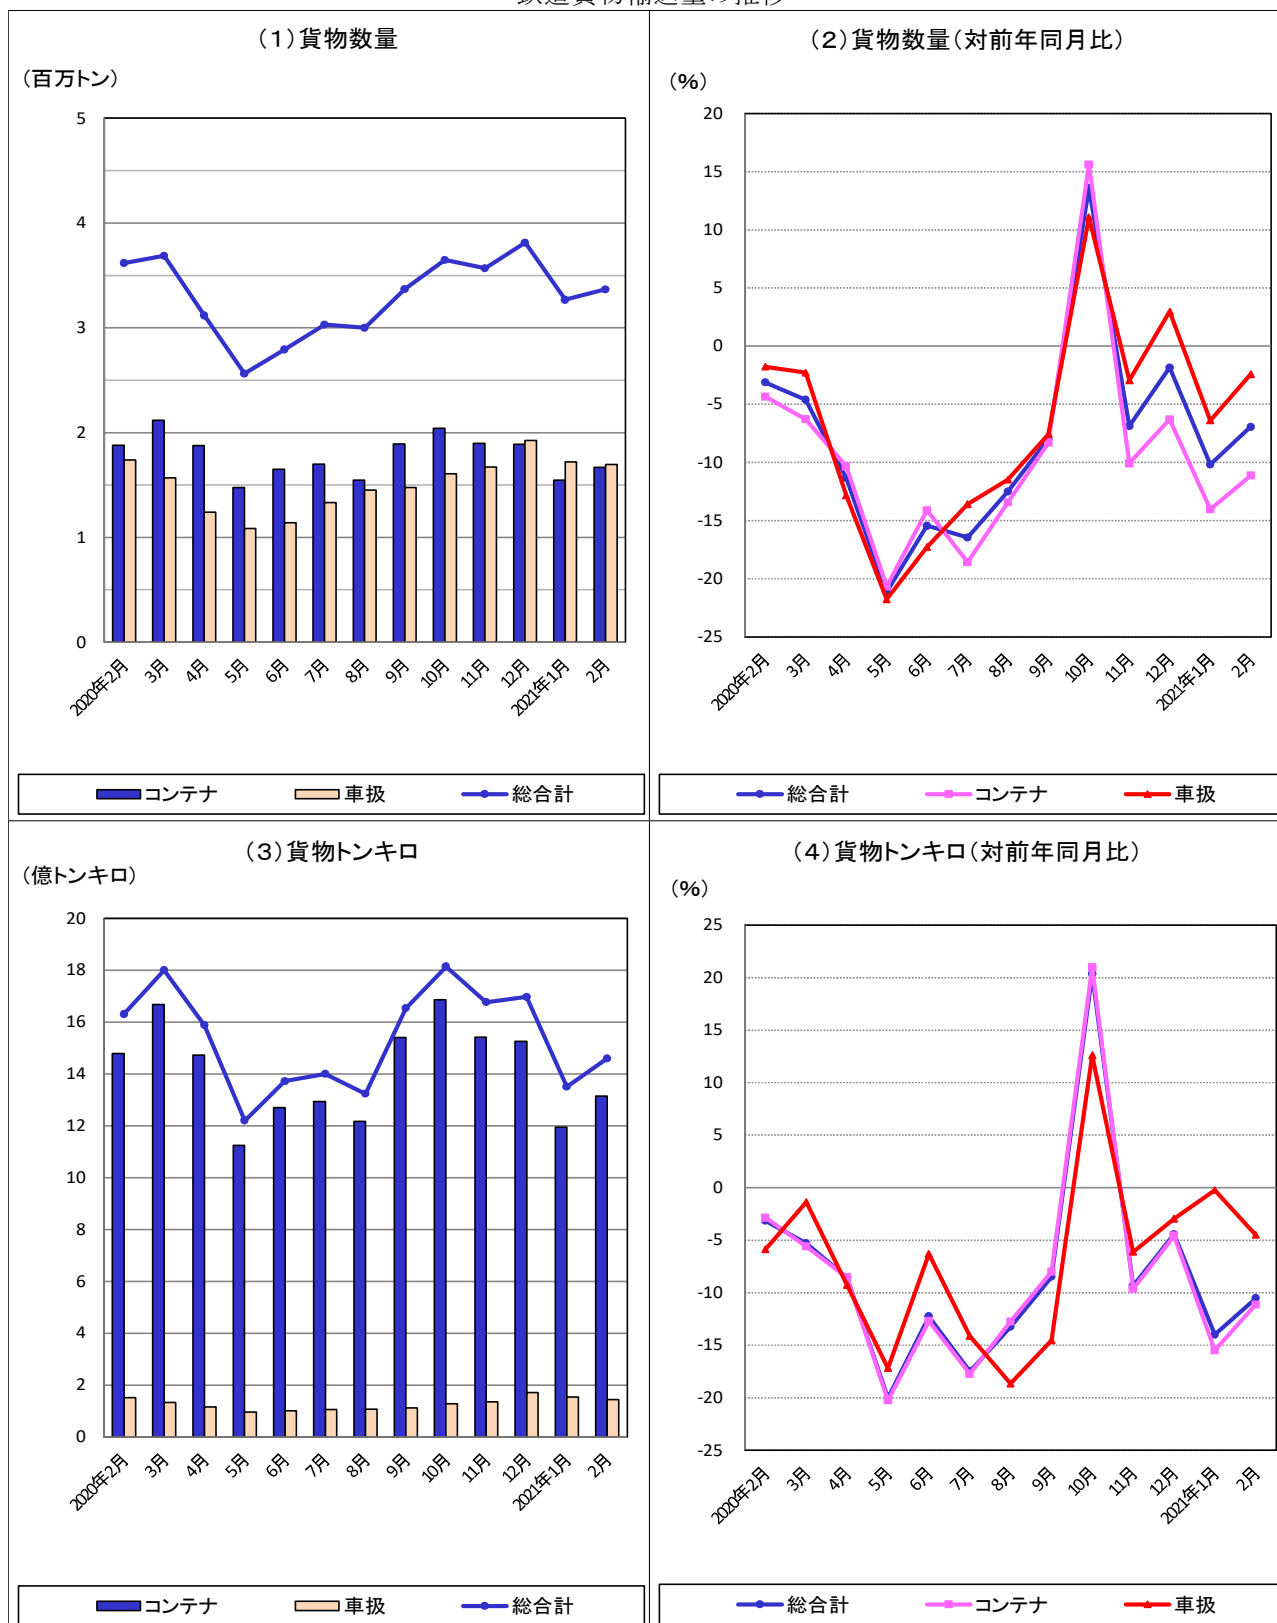 （1）貨物数量
（百万トン）
5
4
3
2
1
0
2020年2月
3月
4月
5月
6月
7月
8月
9月
10月
11月
12月
2021年1月
2月
コンテナ
車扱
総合計
（2）貨物数量（対前年同月比）
（%）
20
15
10
5
0
-5
-10
-15
-20
-25
2020年2月
3月
4月
5月
6月
7月
8月
9月
10月
11月
12月
2021年1月
2月
総合計
コンテナ
車扱
（3）貨物トンキロ
（億トンキロ）
20
18
16
14
12
10
8
6
4
2
0
2020年2月
3月
4月
5月
6月
7月
8月
9月
10月
11月
12月
2021年1月
2月
コンテナ
車扱
総合計
（4）貨物トンキロ（対前年同月比）
（%）
25
20
15
10
5
0
-5
-10
-15
-20
-25
2020年2月
3月
4月
5月
6月
7月
8月
9月
10月
11月
12月
2021年1月
2月
総合計
コンテナ
車扱